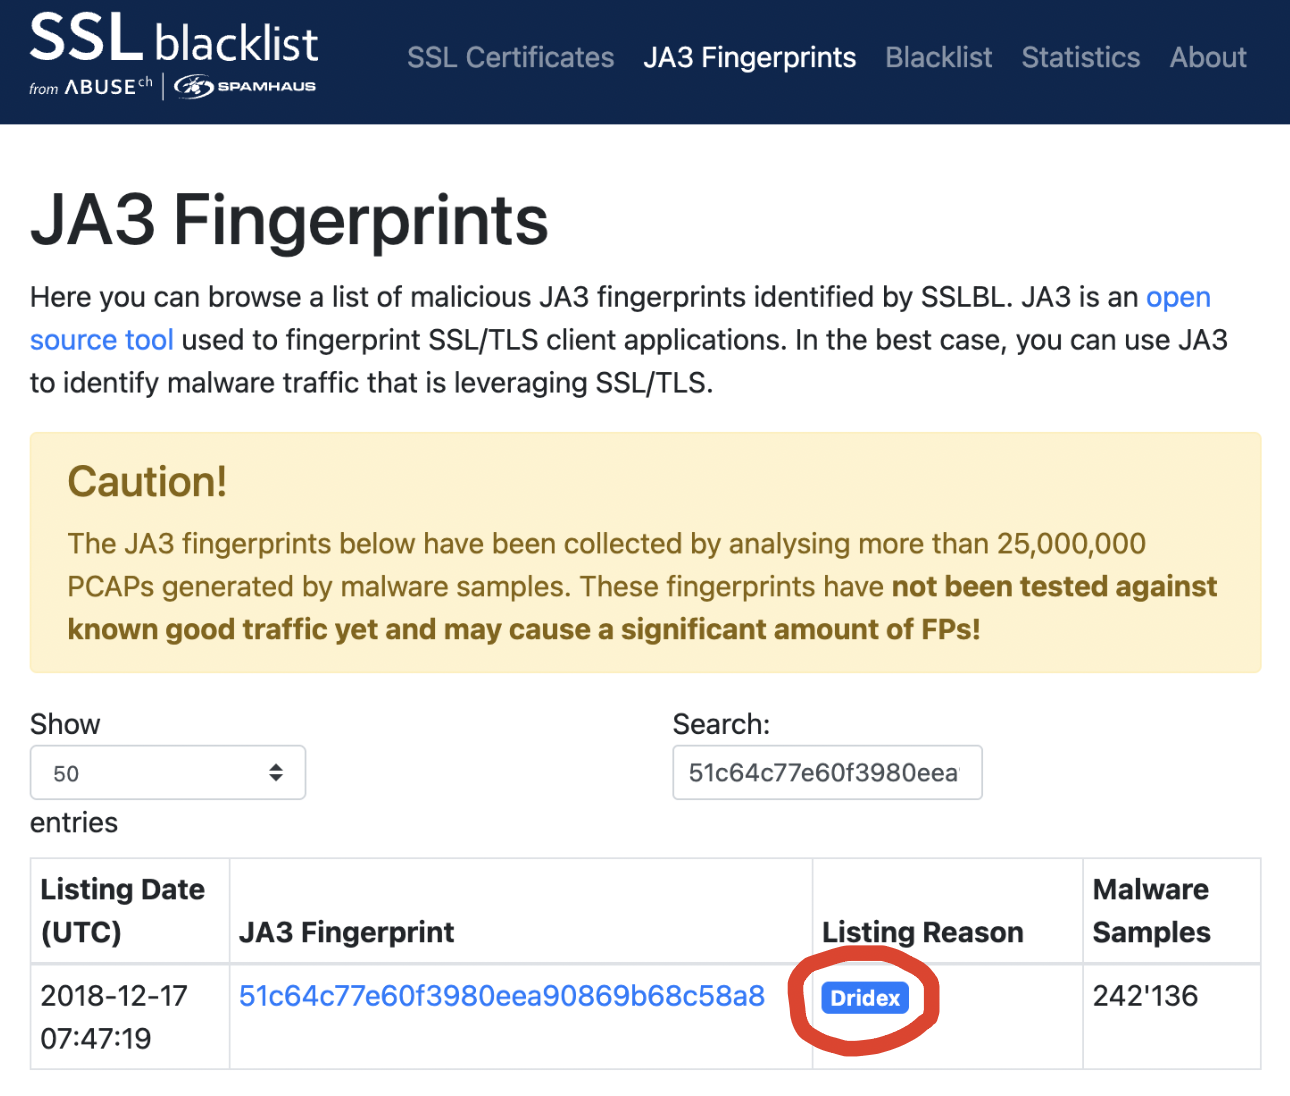 SSL blacklist
from ABUSE ch | SPAMHAUS
SSL Certificates JA3 Fingerprints Blacklist Statistics About
JA3 Fingerprints
Here you can browse a list of malicious JA3 fingerprints identified by SSLBL. JA3 is an open
source tool used to fingerprint SSL/TLS client applications. In the best case, you can use JA3
to identify malware traffic that is leveraging SSL/TLS.
Caution!
The JA3 fingerprints below have been collected by analysing more than 25,000,000
PCAPs generated by malware samples. These fingerprints have not been tested against
known good traffic yet and may cause a significant amount of FPs!
Show
50
entries
Search:
51c64c77e60f3980eea
Listing Date
(UTC)
JA3 Fingerprint
Listing Reason
Malware
Samples
2018-12-17
07:47:19
51c64c77e60f3980eea90869b68c58a8
Dridex
242'136